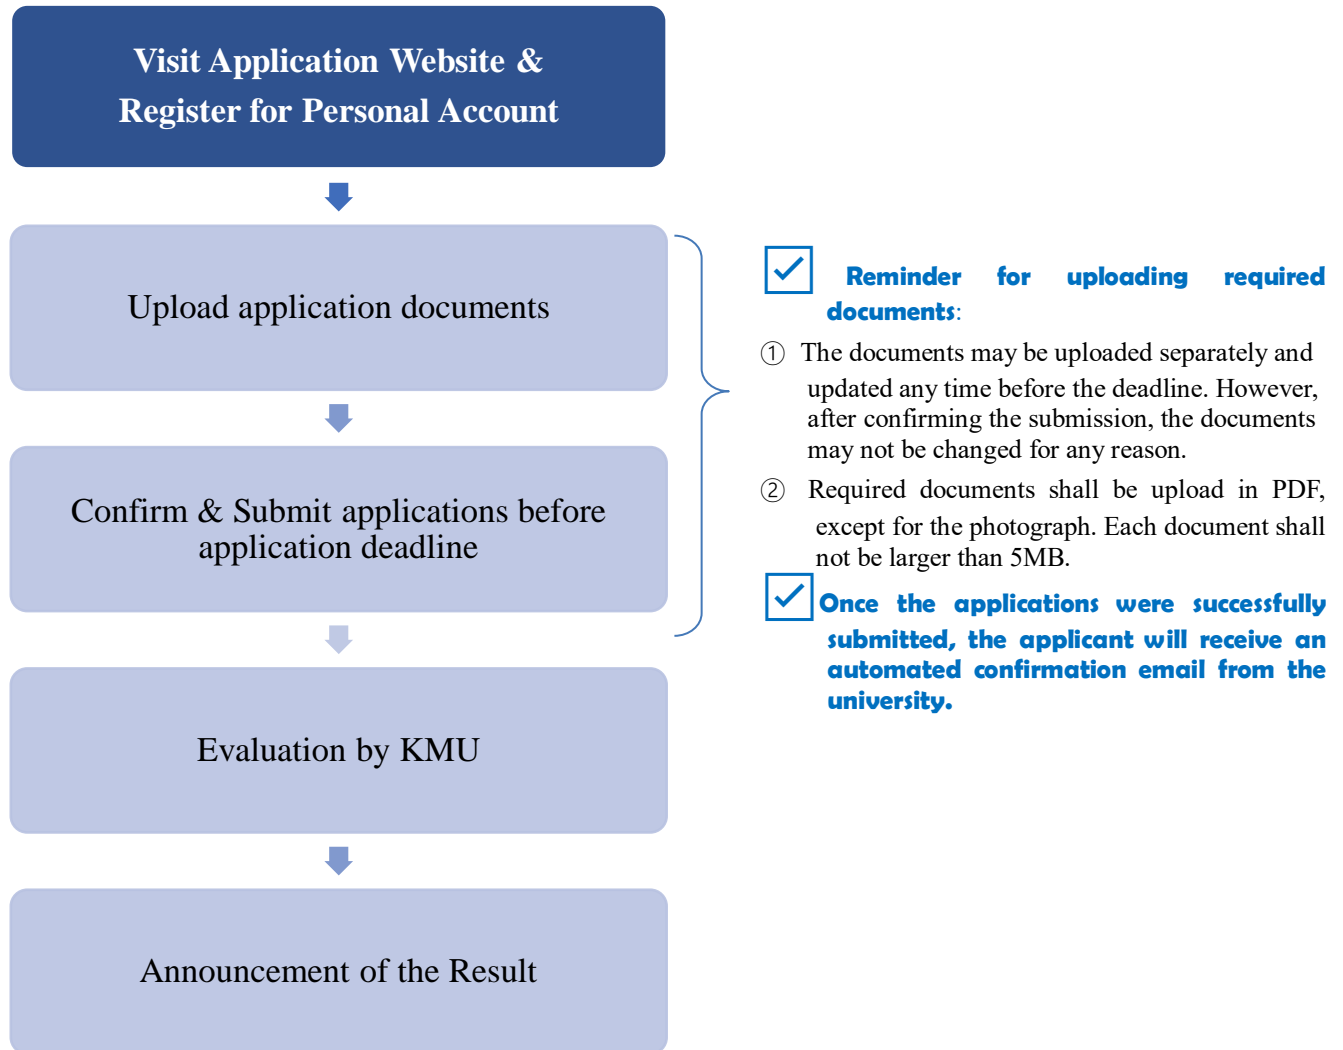 Visit Application Website &
Register for Personal Account
Upload application documents
Confirm & Submit applications before
application deadline
Evaluation by KMU
Announcement of the Result
Reminder for uploading required
documents:
① The documents may be uploaded separately and
updated any time before the deadline. However,
after confirming the submission, the documents
may not be changed for any reason.
② Required documents shall be upload in PDF,
except for the photograph. Each document shall
not be larger than 5MB.
Once the applications were successfully
submitted, the applicant will receive an
automated confirmation email from the
university.